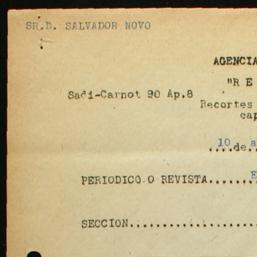 SR.D. SALVADOR NOVO
AGENCIA
"R E
Sadi-Carnot 90 Ap.8
Recortes
cap
10 de a
PERIODICO O REVISTA....... E
SECCION....................